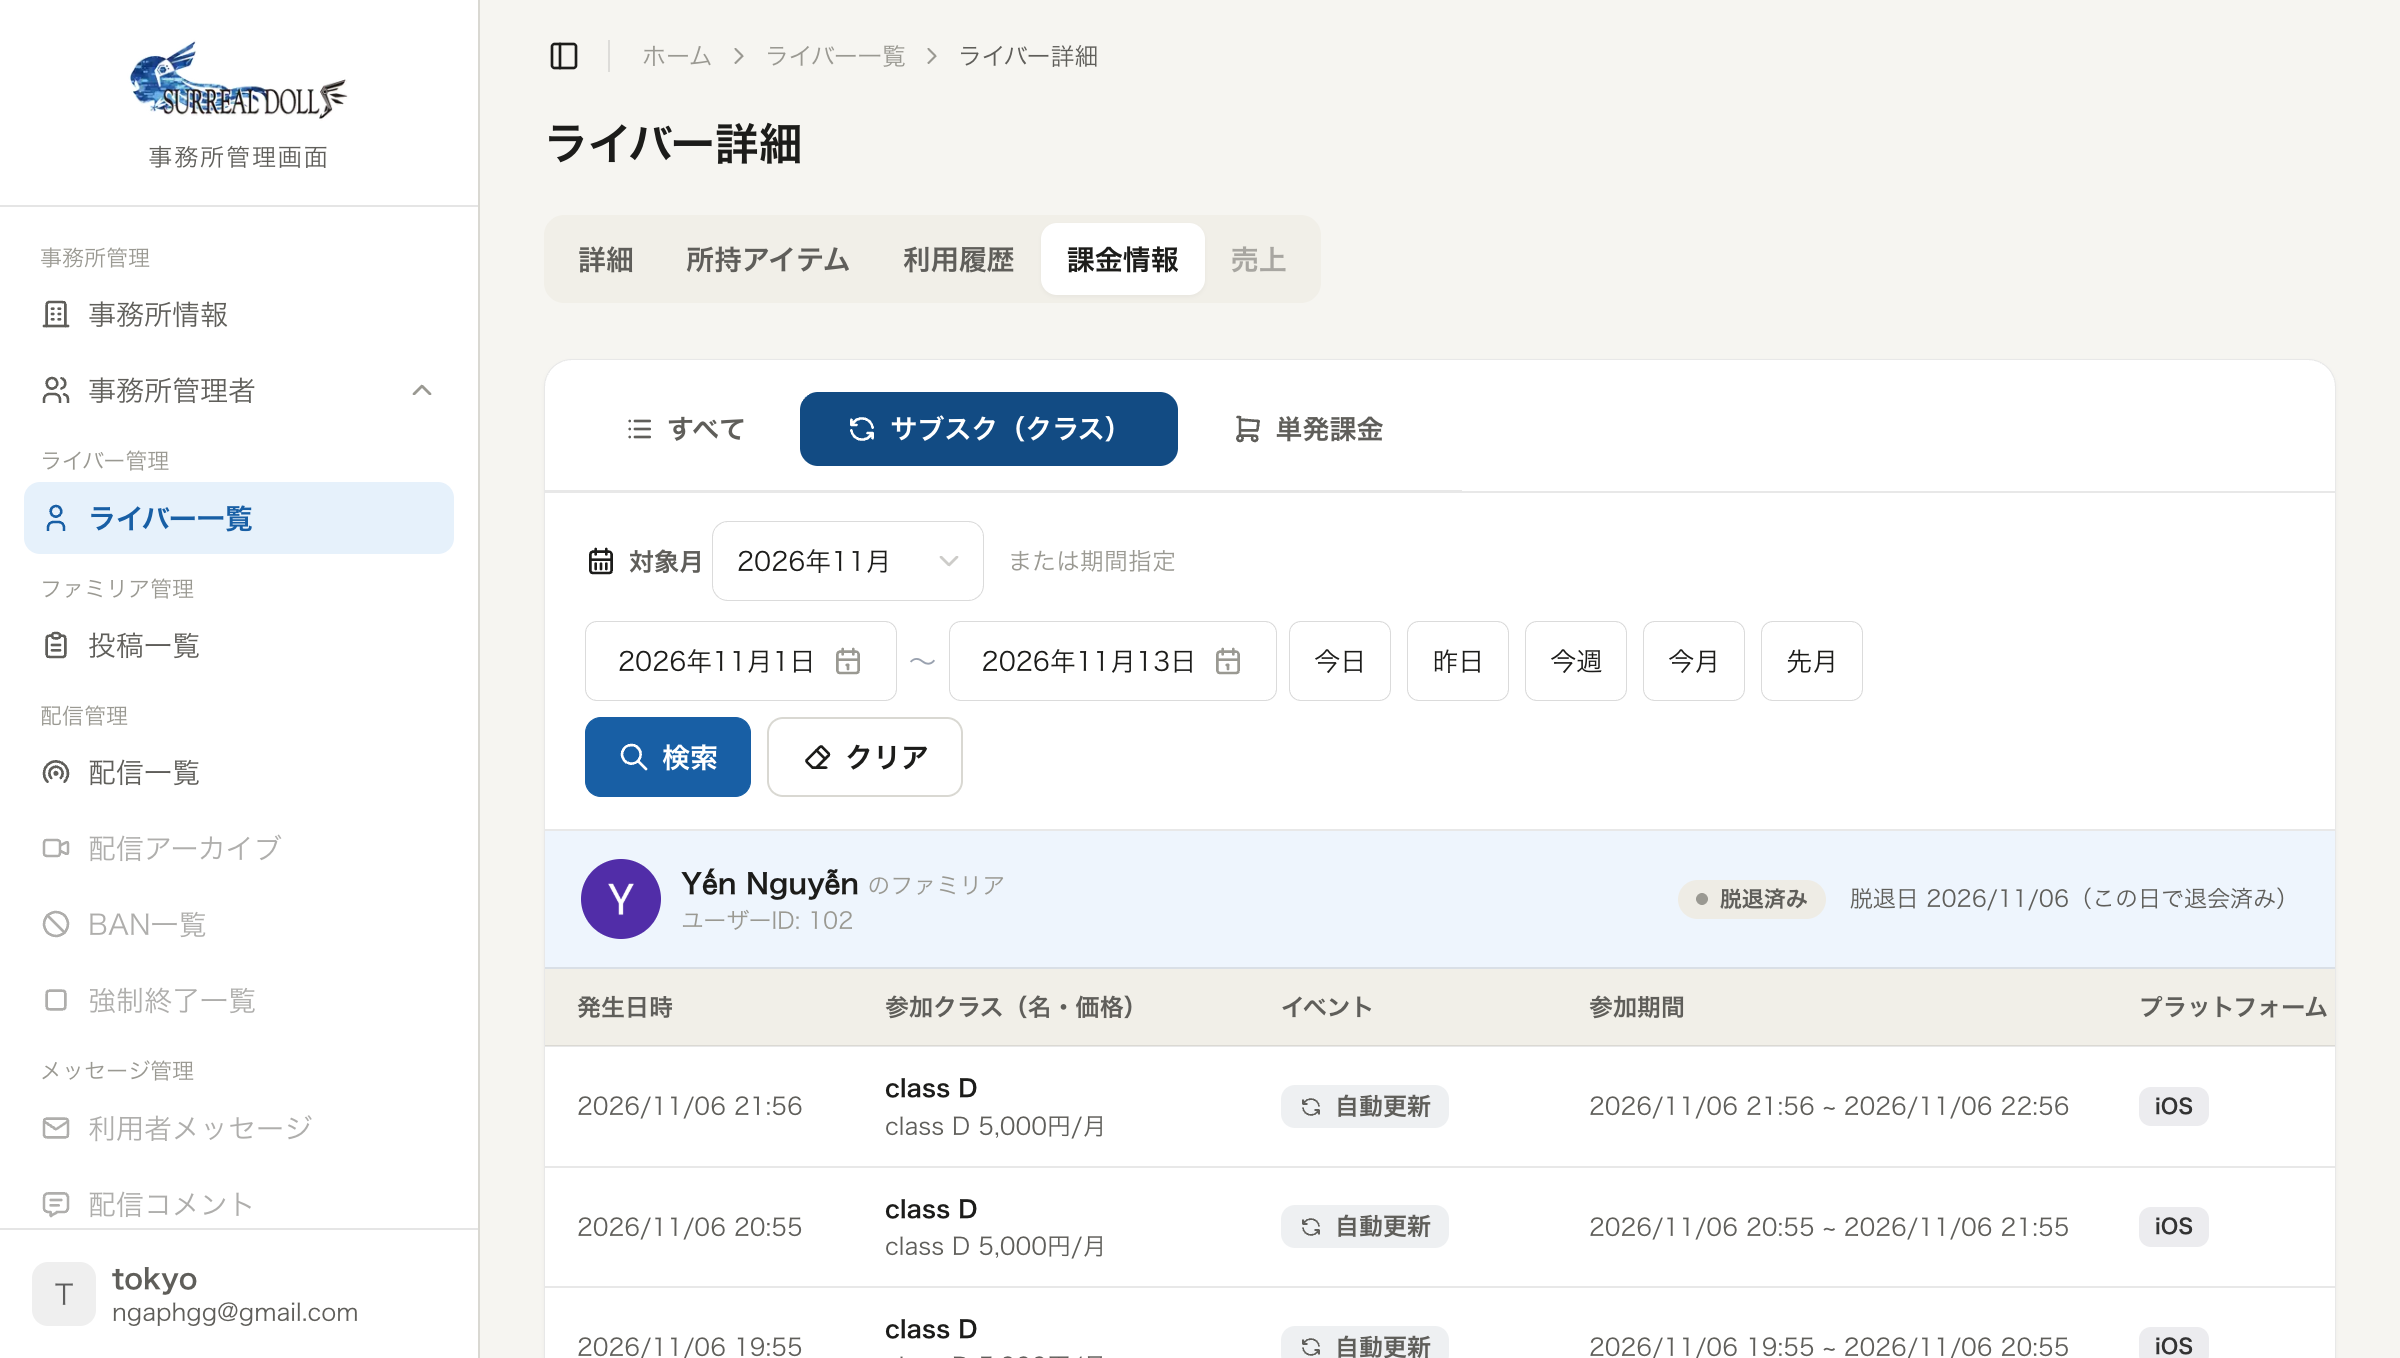 SURREAL DOLL
事務所管理画面
事務所管理
事務所情報
事務所管理者
ライバー管理
ライバー一覧
ファミリア管理
投稿一覧
配信管理
配信一覧
配信アーカイブ
BAN一覧
強制終了一覧
メッセージ管理
利用者メッセージ
配信コメント
T
tokyo
ngaphgg@gmail.com
ホーム > ライバー一覧 > ライバー詳細
ライバー詳細
詳細 所持アイテム 利用履歴 課金情報 売上
すべて サブスク（クラス） 単発課金
対象月 2026年11月 または期間指定
2026年11月1日 〜 2026年11月13日 今日 昨日 今週 今月 先月
検索 クリア
Y
Yến Nguyễn のファミリア
ユーザーID: 102
脱退済み 脱退日 2026/11/06（この日で退会済み）
発生日時 参加クラス（名・価格） イベント 参加期間 プラットフォーム
class D
2026/11/06 21:56 自動更新 2026/11/06 21:56 ~ 2026/11/06 22:56 iOS
class D 5,000円/月
class D
2026/11/06 20:55 自動更新 2026/11/06 20:55 ~ 2026/11/06 21:55 iOS
class D 5,000円/月
class D
2026/11/06 19:55 自動更新 2026/11/06 19:55 ~ 2026/11/06 20:55 iOS